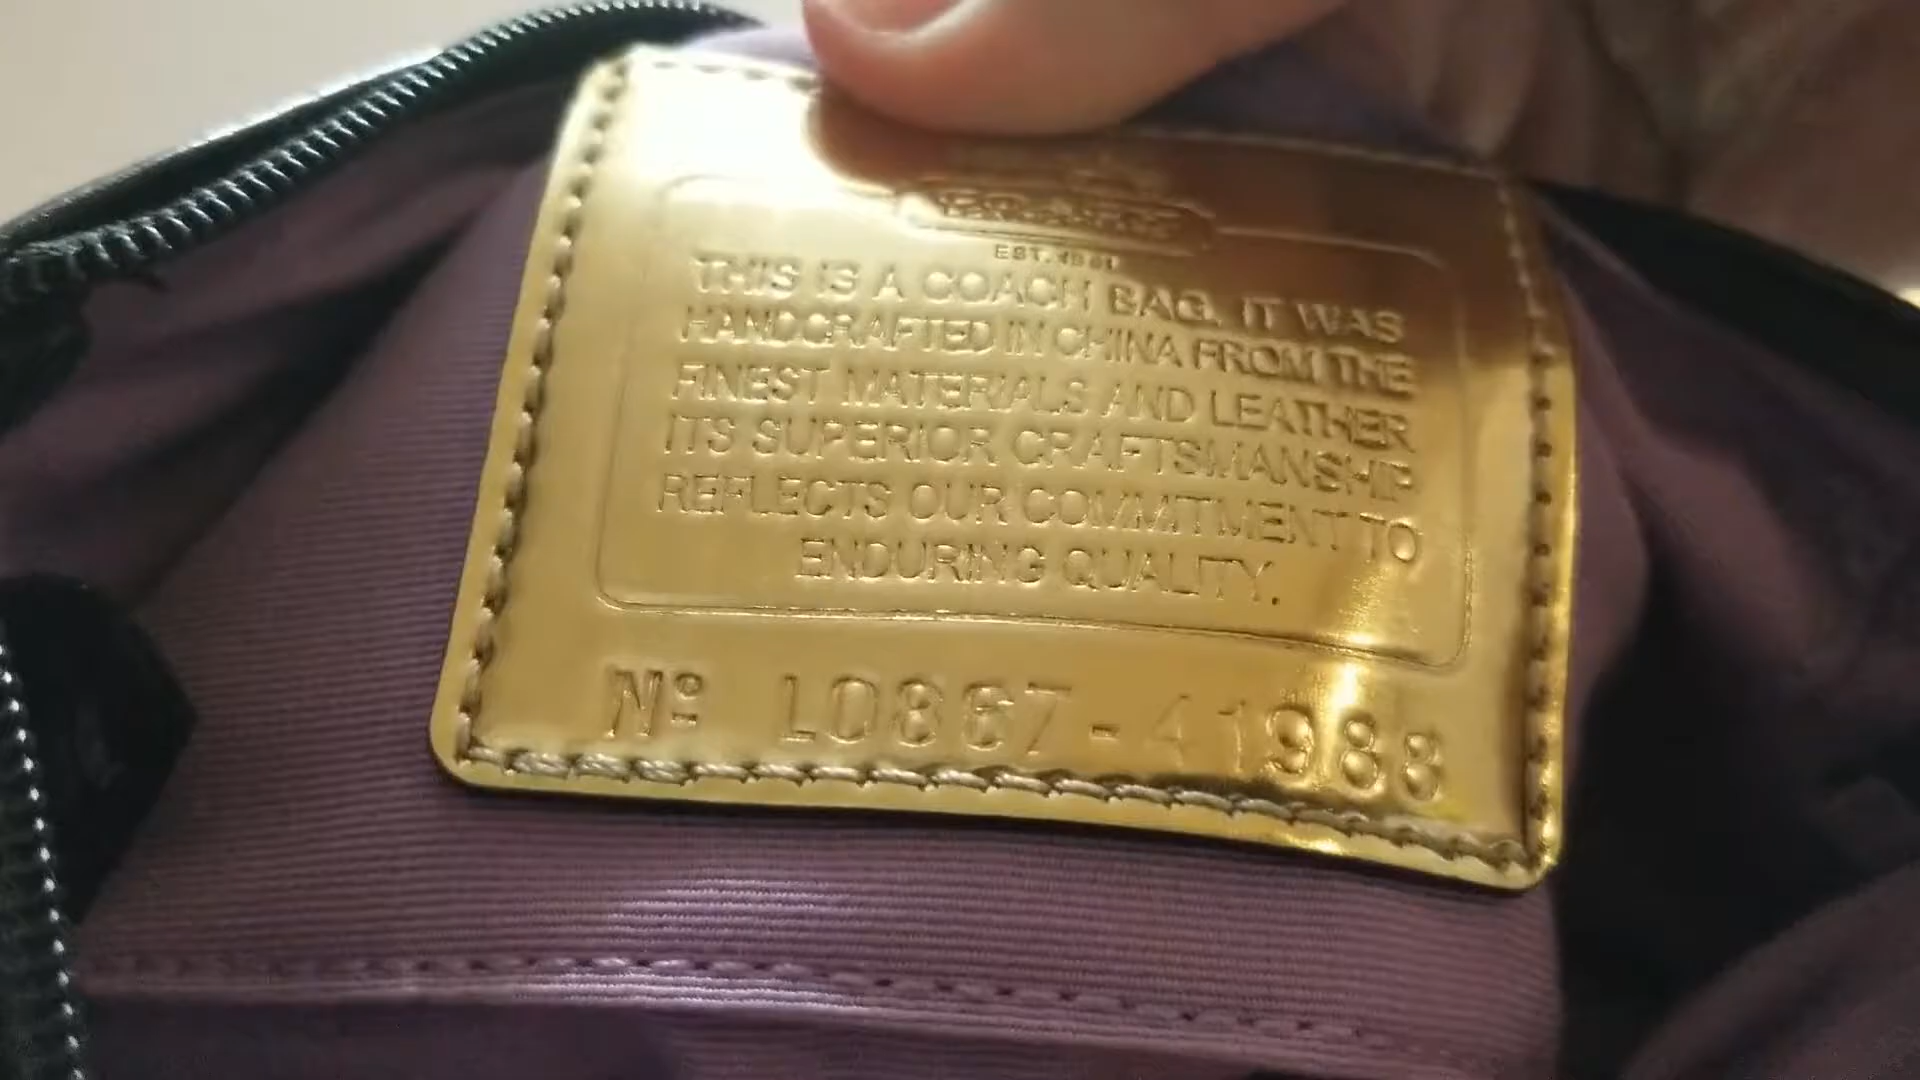 EST. 1941
THIS IS A COACH BAG. IT WAS
HANDCRAFTED IN CHINA FROM THE
FINEST MATERIALS AND LEATHER
ITS SUPERIOR CRAFTSMANSHIP
REFLECTS OUR COMMITMENT TO
ENDURING QUALITY.
Nº L0867-41988